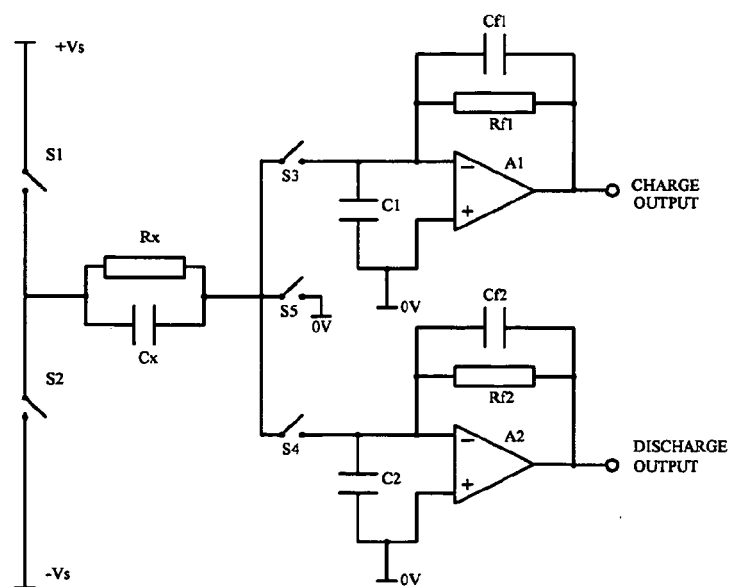 +Vs
Cf1
Rf1
S1
S3
A1
C1
CHARGE
OUTPUT
Rx
0V
Cx
S5
0V
Cf2
Rf2
S2
S4
A2
C2
DISCHARGE
OUTPUT
-Vs
0V